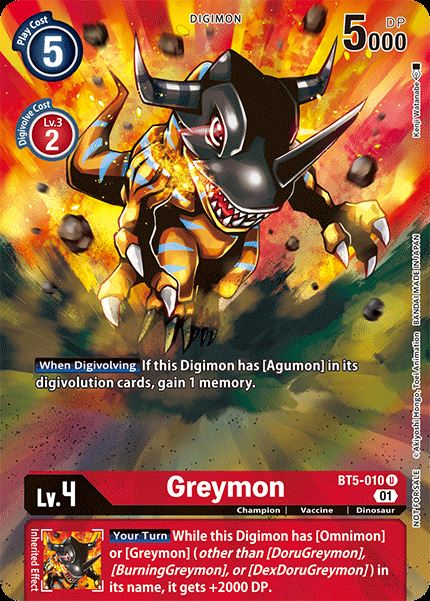 DIGIMON
Play Cost
5
DP
5000
Digivolve Cost
Lv.3
2
Kenji Watanabe
When Digivolving If this Digimon has [Agumon] in its
digivolution cards, gain 1 memory.
© Akiyoshi Hongo, Toei Animation BANDAI MADE IN JAPAN
NOT FOR SALE
BT5-010 U
01
Lv.4
Greymon
Champion | Vaccine | Dinosaur
Inherited Effect
Your Turn While this Digimon has [Omnimon]
or [Greymon] (other than [DoruGreymon],
[BurningGreymon], or [DexDoruGreymon]) in
its name, it gets +2000 DP.